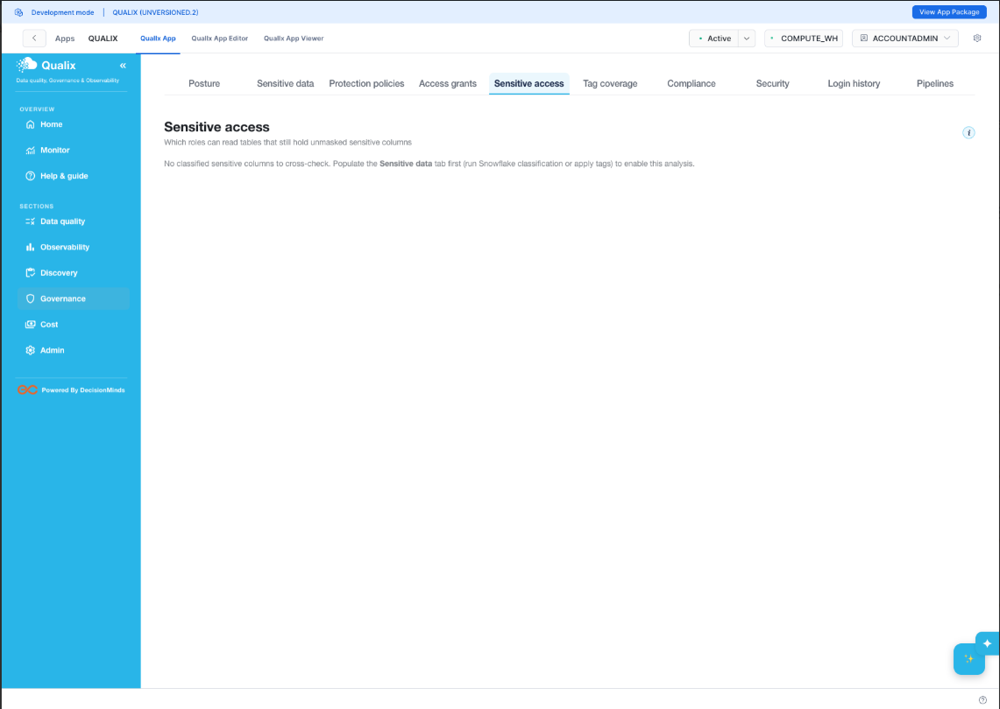 Development mode | QUALIX (UNVERSIONED.2)
View App Package
Apps QUALIX Quallx App Quallx App Editor Quallx App Viewer
Active COMPUTE_WH ACCOUNTADMIN
Qualix «
Data quality, Governance & Observability
OVERVIEW
Home
Monitor
Help & guide
SECTIONS
Data quality
Observability
Discovery
Governance
Cost
Admin
Powered By DecisionMinds
Posture Sensitive data Protection policies Access grants Sensitive access Tag coverage Compliance Security Login history Pipelines
Sensitive access
Which roles can read tables that still hold unmasked sensitive columns
No classified sensitive columns to cross-check. Populate the Sensitive data tab first (run Snowflake classification or apply tags) to enable this analysis.